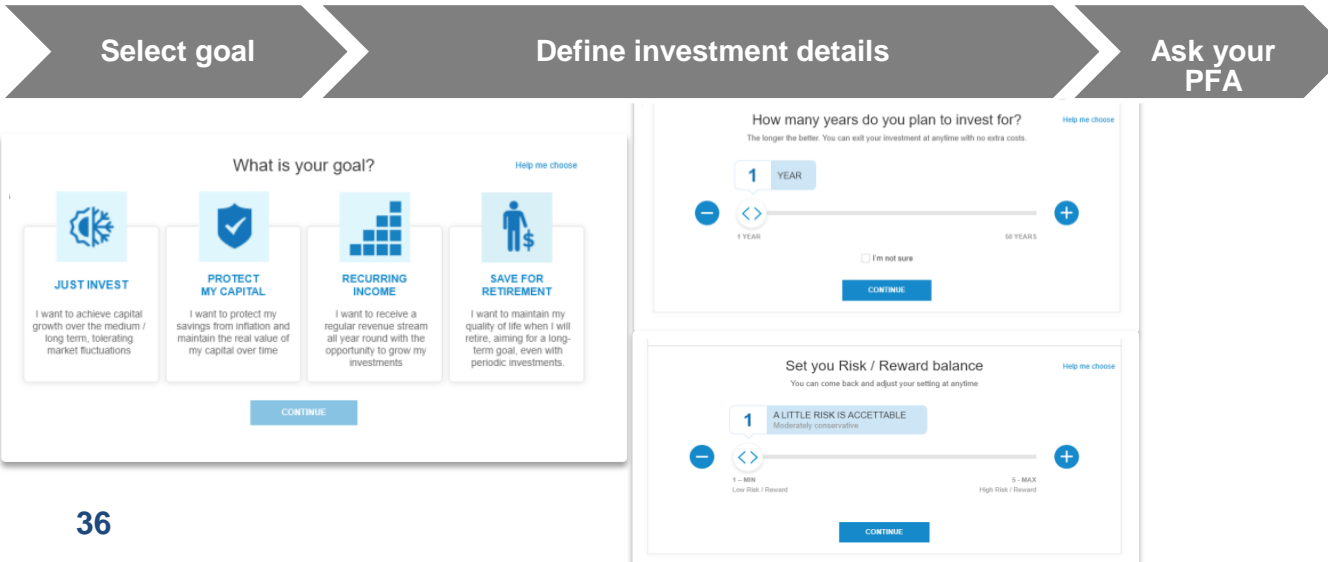 Select goal
Define investment details
Ask your
PFA
What is your goal?
Help me choose
JUST INVEST
I want to achieve capital
growth over the medium /
long term, tolerating
market fluctuations
PROTECT
MY CAPITAL
I want to protect my
savings from inflation and
maintain the real value of
my capital over time
RECURRING
INCOME
I want to receive a
regular revenue stream
all year round with the
opportunity to grow my
investments
SAVE FOR
RETIREMENT
I want to maintain my
quality of life when I will
retire, aiming for a long-
term goal, even with
periodic investments.
CONTINUE
How many years do you plan to invest for?
Help me choose
The longer the better. You can exit your investment at anytime with no extra costs.
1 YEAR
1 YEAR
60 YEARS
I'm not sure
CONTINUE
Set you Risk / Reward balance
Help me choose
You can come back and adjust your setting at anytime
1
A LITTLE RISK IS ACCETTABLE
Moderately conservative
1 – MIN
Low Risk / Reward
5 - MAX
High Risk / Reward
CONTINUE
36